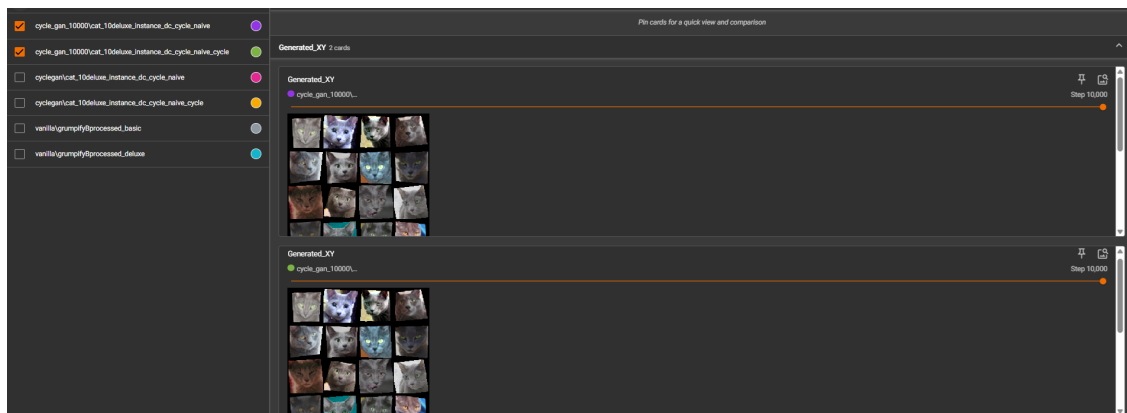 cycle_gan_10000\cat_10deluxe_instance_dc_cycle_naive
cycle_gan_10000\cat_10deluxe_instance_dc_cycle_naive_cycle
cyclegan\cat_10deluxe_instance_dc_cycle_naive
cyclegan\cat_10deluxe_instance_dc_cycle_naive_cycle
vanilla\grumpifyBprocessed_basic
vanilla\grumpifyBprocessed_deluxe
Pin cards for a quick view and comparison
Generated_XY 2 cards
Generated_XY
cycle_gan_10000\...
Step 10,000
Generated_XY
cycle_gan_10000\...
Step 10,000